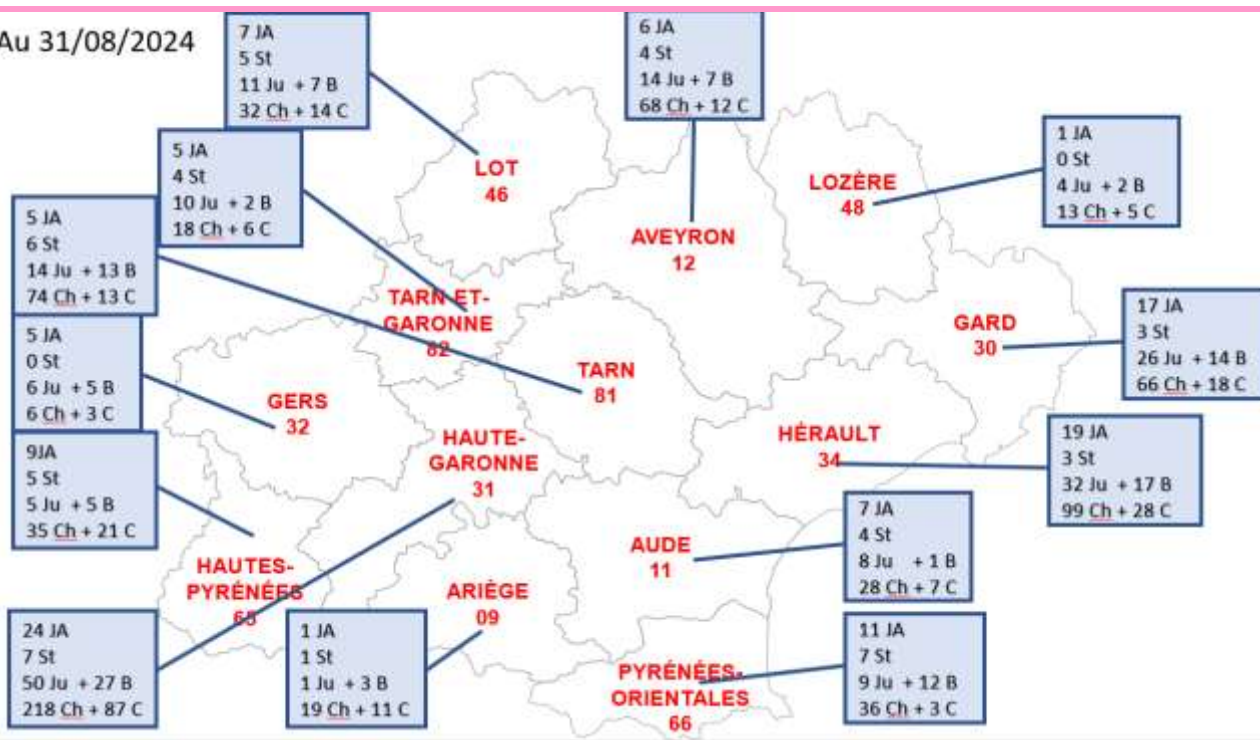 Au 31/08/2024
7 JA
5 St
11 Ju + 7 B
32 Ch + 14 C
6 JA
4 St
14 Ju + 7 B
68 Ch + 12 C
1 JA
0 St
4 Ju + 2 B
13 Ch + 5 C
5 JA
4 St
10 Ju + 2 B
18 Ch + 6 C
5 JA
6 St
14 Ju + 13 B
74 Ch + 13 C
5 JA
0 St
6 Ju + 5 B
6 Ch + 3 C
9JA
5 St
5 Ju + 5 B
35 Ch + 21 C
24 JA
7 St
50 Ju + 27 B
218 Ch + 87 C
1 JA
1 St
1 Ju + 3 B
19 Ch + 11 C
17 JA
3 St
26 Ju + 14 B
66 Ch + 18 C
19 JA
3 St
32 Ju + 17 B
99 Ch + 28 C
7 JA
4 St
8 Ju + 1 B
28 Ch + 7 C
11 JA
7 St
9 Ju + 12 B
36 Ch + 3 C
LOT
46
LOZÈRE
48
AVEYRON
12
TARN ET-
GARONNE
82
GARD
30
TARN
81
GERS
32
HAUTE-
GARONNE
31
HÉRAULT
34
AUDE
11
HAUTES-
PYRÉNÉES
65
ARIÈGE
09
PYRÉNÉES-
ORIENTALES
66